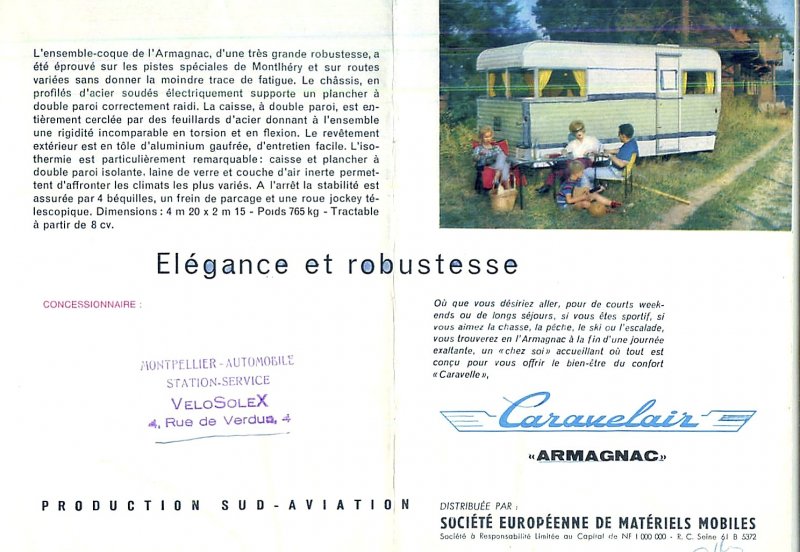 L'ensemble-coque de l'Armagnac, d'une très grande robustesse, a
été éprouvé sur les pistes spéciales de Montlhéry et sur routes
variées sans donner la moindre trace de fatigue. Le châssis, en
profilés d'acier soudés électriquement supporte un plancher à
double paroi correctement raidi. La caisse, à double paroi, est en-
tièrement cerclée par des feuillards d'acier donnant à l'ensemble
une rigidité incomparable en torsion et en flexion. Le revêtement
extérieur est en tôle d'aluminium gaufrée, d'entretien facile. L'iso-
thermie est particulièrement remarquable: caisse et plancher à
double paroi isolante. laine de verre et couche d'air inerte permet-
tent d'affronter les climats les plus variés. A l'arrêt la stabilité est
assurée par 4 béquilles, un frein de parcage et une roue jockey té-
lescopique. Dimensions : 4 m 20 x 2 m 15 - Poids 765 kg - Tractable
à partir de 8 cv.
Elégance et robustesse
CONCESSIONNAIRE :
MONTPELLIER-AUTOMOBILE
STATION-SERVICE
VELOSOLEX
4, Rue de Verdun, 4
Où que vous désiriez aller, pour de courts week-
ends ou de longs séjours, si vous êtes sportif, si
vous aimez la chasse, la pêche, le ski ou l'escalade,
vous trouverez en l'Armagnac à la fin d'une journée
exaltante, un «chez soi» accueillant où tout est
conçu pour vous offrir le bien-être du confort
«Caravelle»,
Caravelair
«ARMAGNAC»
PRODUCTION SUD-AVIATION
DISTRIBUÉE PAR :
SOCIÉTÉ EUROPÉENNE DE MATÉRIELS MOBILES
Société à Responsabilité Limitée au Capital de NF 1 000 000 - R. C. Seine 61 B 5372